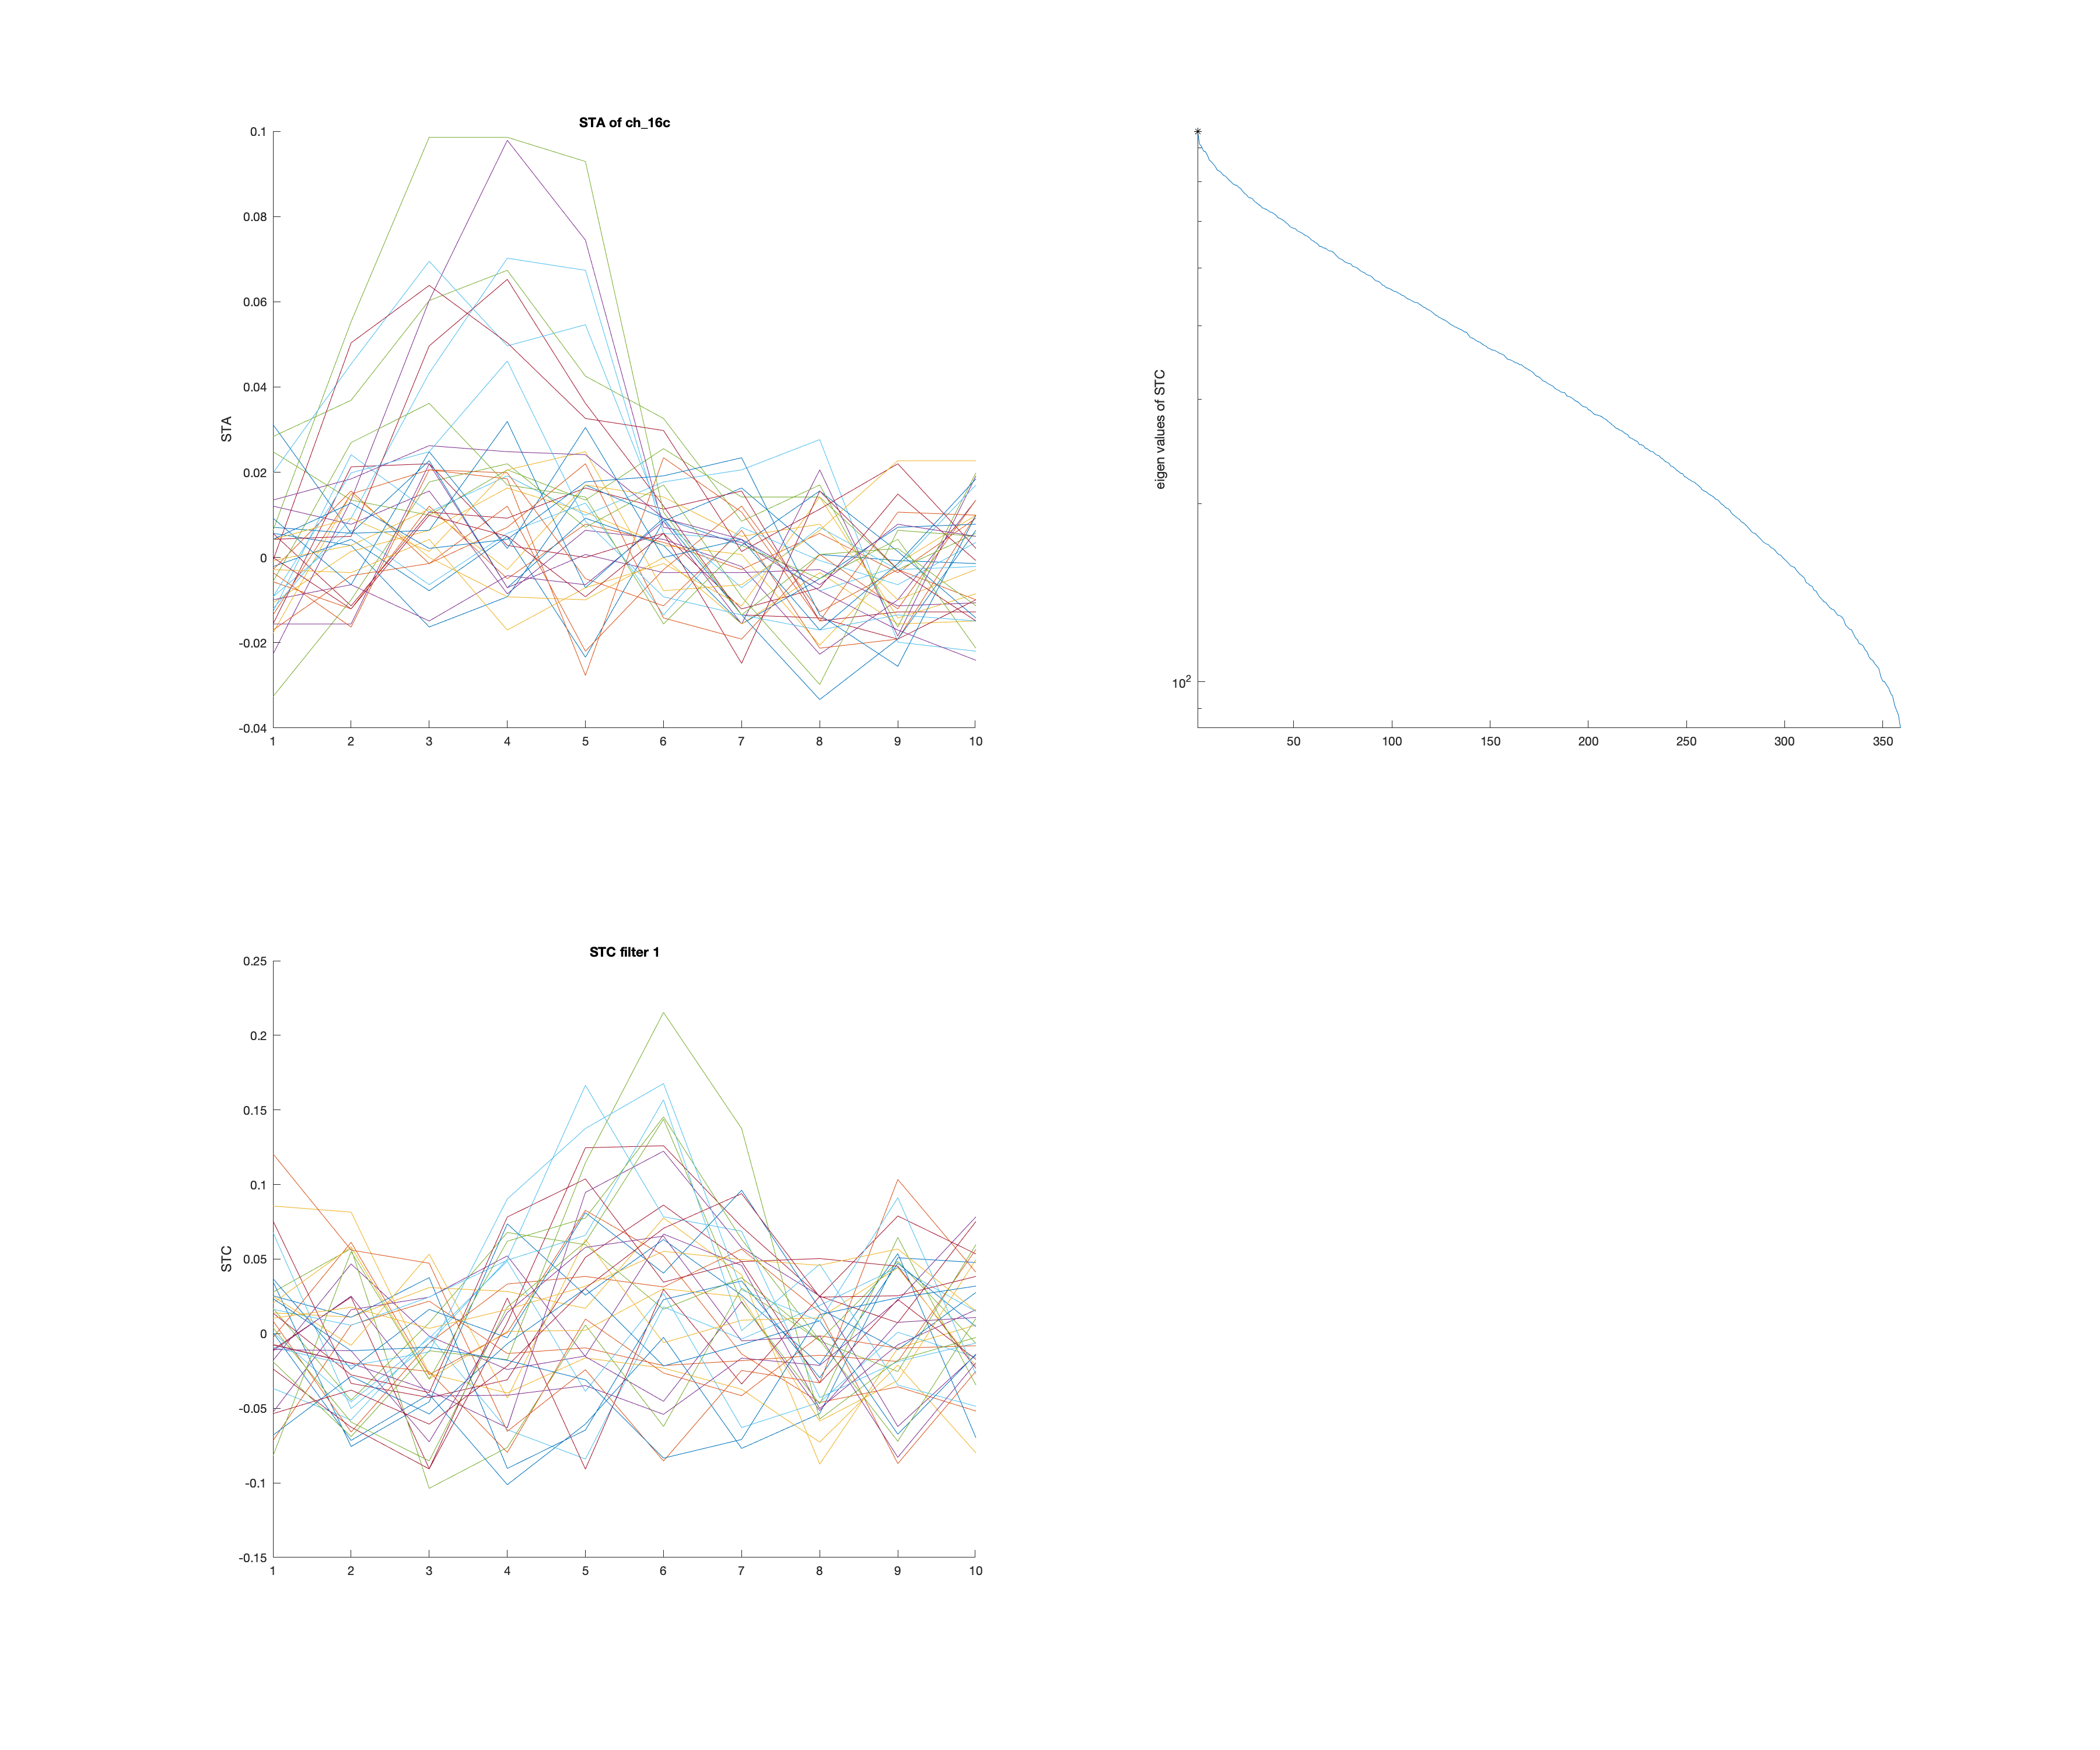 STA of ch_16c
STA
0.1
0.08
0.06
0.04
0.02
0
-0.02
-0.04
1 2 3 4 5 6 7 8 9 10
eigen values of STC
10^2
50 100 150 200 250 300 350
STC filter 1
STC
0.25
0.2
0.15
0.1
0.05
0
-0.05
-0.1
-0.15
1 2 3 4 5 6 7 8 9 10